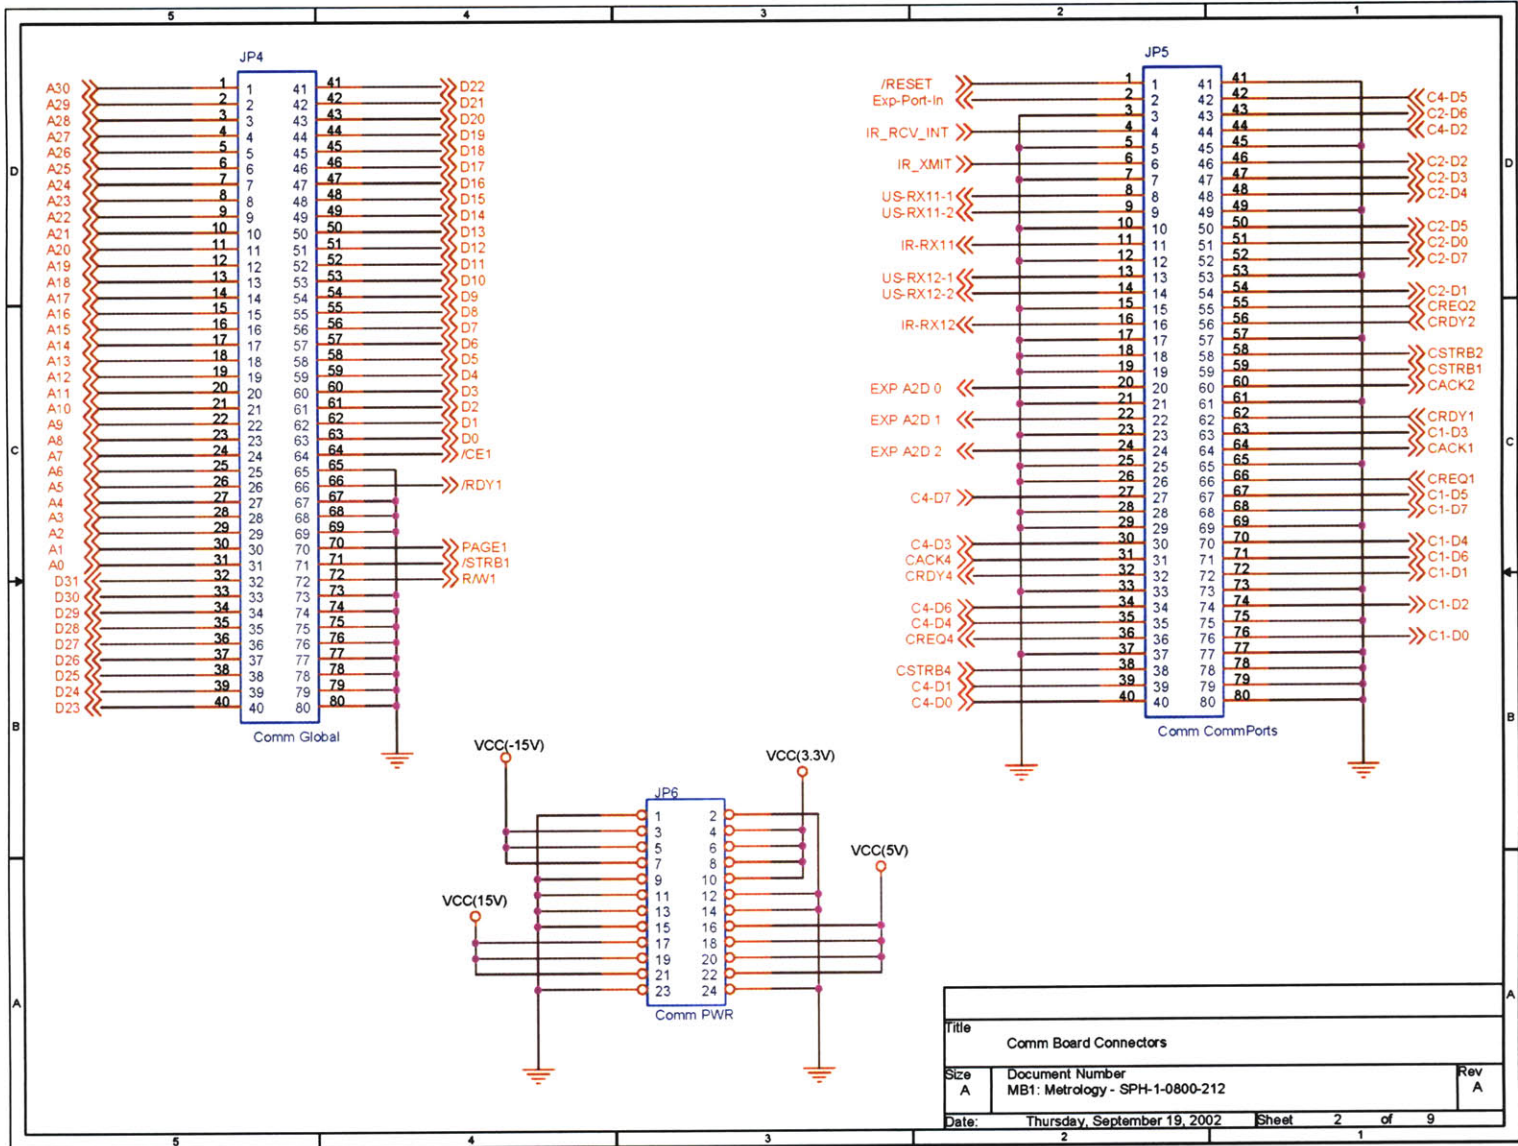 5 4 3 2 1
D
C
B
A
D
C
B
A
JP4
A30 1 1 41 41 D22
A29 2 2 42 42 D21
A28 3 3 43 43 D20
A27 4 4 44 44 D19
A26 5 5 45 45 D18
A25 6 6 46 46 D17
A24 7 7 47 47 D16
A23 8 8 48 48 D15
A22 9 9 49 49 D14
A21 10 10 50 50 D13
A20 11 11 51 51 D12
A19 12 12 52 52 D11
A18 13 13 53 53 D10
A17 14 14 54 54 D9
A16 15 15 55 55 D8
A15 16 16 56 56 D7
A14 17 17 57 57 D6
A13 18 18 58 58 D5
A12 19 19 59 59 D4
A11 20 20 60 60 D3
A10 21 21 61 61 D2
A9 22 22 62 62 D1
A8 23 23 63 63 D0
A7 24 24 64 64 /CE1
A6 25 25 65 65
A5 26 26 66 66 /RDY1
A4 27 27 67 67
A3 28 28 68 68
A2 29 29 69 69
A1 30 30 70 70 PAGE1
A0 31 31 71 71 /STRB1
D31 32 32 72 72 R/W1
D30 33 33 73 73
D29 34 34 74 74
D28 35 35 75 75
D27 36 36 76 76
D26 37 37 77 77
D25 38 38 78 78
D24 39 39 79 79
D23 40 40 80 80
Comm Global
JP5
/RESET 1 1 41 41
Exp-Port-In 2 2 42 42 C4-D5
3 3 43 43 C2-D6
IR_RCV_INT 4 4 44 44 C4-D2
5 5 45 45
IR_XMIT 6 6 46 46 C2-D2
7 7 47 47 C2-D3
US-RX11-1 8 8 48 48 C2-D4
US-RX11-2 9 9 49 49
10 10 50 50 C2-D5
IR-RX11 11 11 51 51 C2-D0
12 12 52 52 C2-D7
US-RX12-1 13 13 53 53
US-RX12-2 14 14 54 54 C2-D1
15 15 55 55 CREQ2
IR-RX12 16 16 56 56 CRDY2
17 17 57 57
18 18 58 58 CSTRB2
19 19 59 59 CSTRB1
EXP A2D 0 20 20 60 60 CACK2
21 21 61 61
EXP A2D 1 22 22 62 62 CRDY1
23 23 63 63 C1-D3
EXP A2D 2 24 24 64 64 CACK1
25 25 65 65
26 26 66 66 CREQ1
C4-D7 27 27 67 67 C1-D5
28 28 68 68 C1-D7
29 29 69 69
C4-D3 30 30 70 70 C1-D4
CACK4 31 31 71 71 C1-D6
CRDY4 32 32 72 72 C1-D1
33 33 73 73
C4-D6 34 34 74 74 C1-D2
C4-D4 35 35 75 75
CREQ4 36 36 76 76 C1-D0
37 37 77 77
CSTRB4 38 38 78 78
C4-D1 39 39 79 79
C4-D0 40 40 80 80
Comm CommPorts
VCC(-15V)
VCC(3.3V)
VCC(5V)
VCC(15V)
JP6
1 2
3 4
5 6
7 8
9 10
11 12
13 14
15 16
17 18
19 20
21 22
23 24
Comm PWR
Title
Comm Board Connectors
Size
A
Document Number
MB1: Metrology - SPH-1-0800-212
Rev
A
Date: Thursday, September 19, 2002 Sheet 2 of 9
5 4 3 2 1